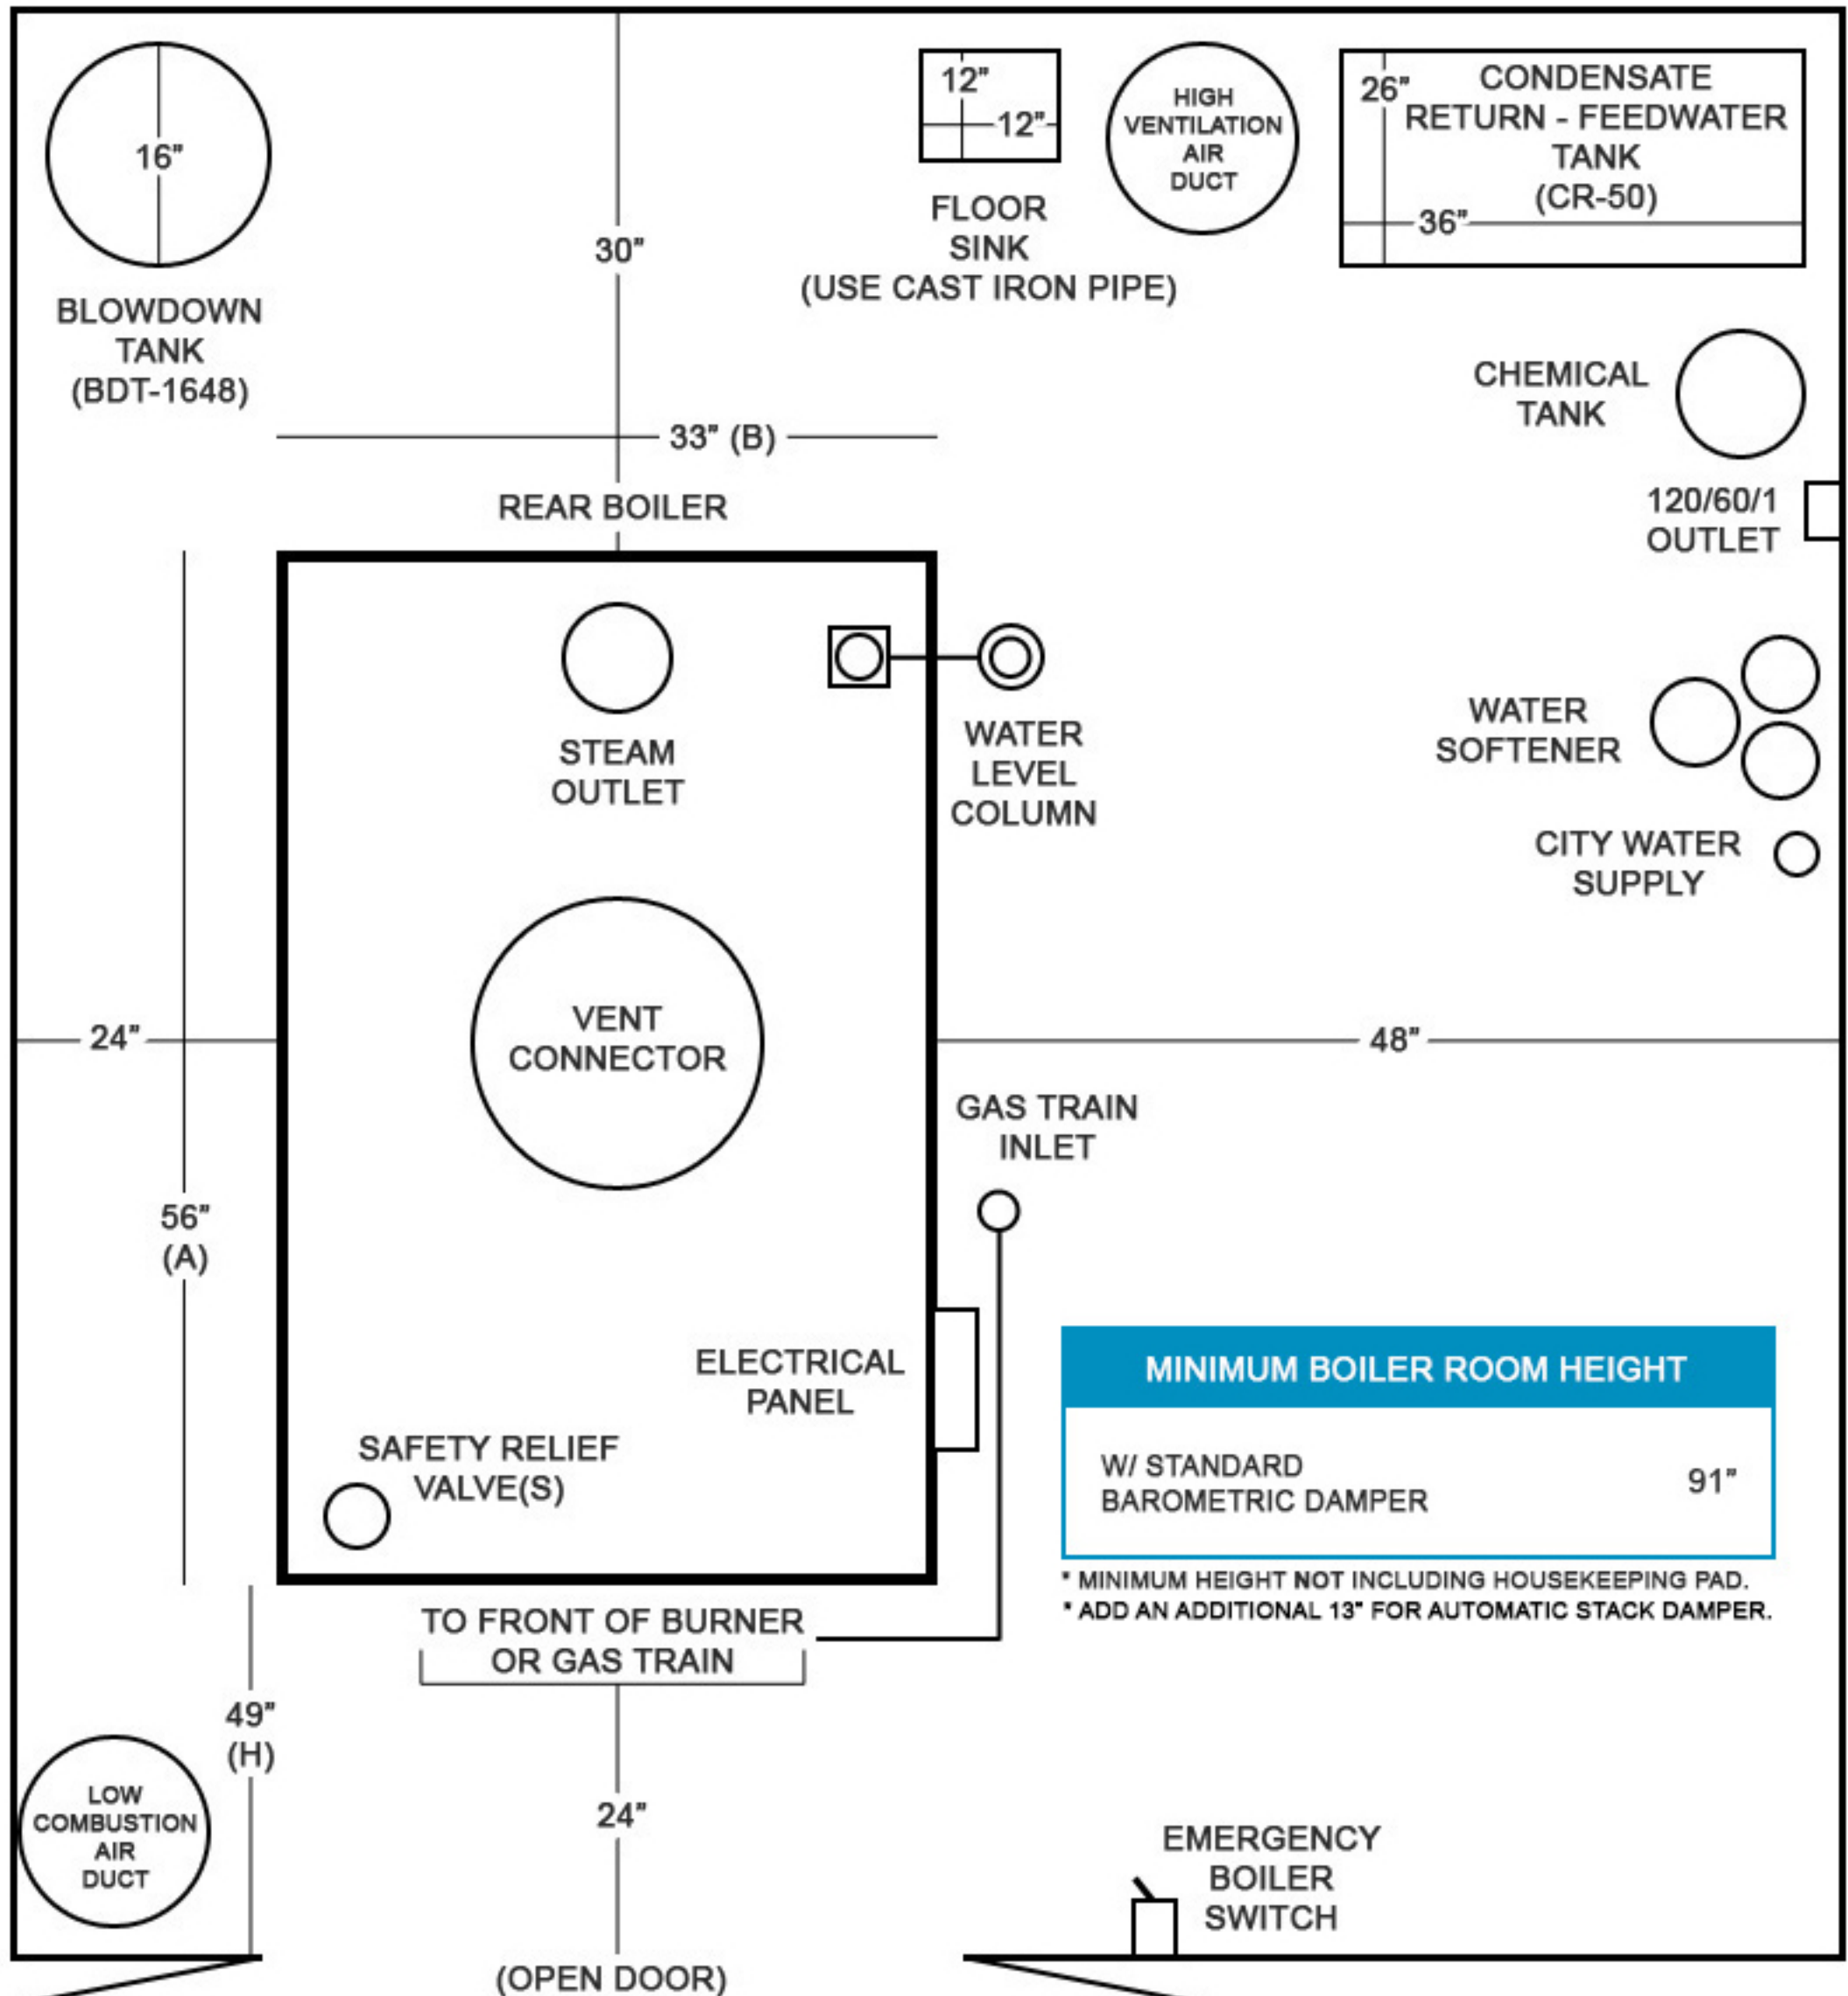 16”
BLOWDOWN
TANK
(BDT-1648)
30”
12”
12”
FLOOR
SINK
(USE CAST IRON PIPE)
HIGH
VENTILATION
AIR
DUCT
26”
CONDENSATE
RETURN - FEEDWATER
TANK
(CR-50)
36”
CHEMICAL
TANK
120/60/1
OUTLET
33” (B)
REAR BOILER
STEAM
OUTLET
WATER
LEVEL
COLUMN
WATER
SOFTENER
CITY WATER
SUPPLY
24”
VENT
CONNECTOR
48”
56”
(A)
GAS TRAIN
INLET
ELECTRICAL
PANEL
SAFETY RELIEF
VALVE(S)
MINIMUM BOILER ROOM HEIGHT
W/ STANDARD
BAROMETRIC DAMPER
91”
* MINIMUM HEIGHT NOT INCLUDING HOUSEKEEPING PAD.
* ADD AN ADDITIONAL 13” FOR AUTOMATIC STACK DAMPER.
TO FRONT OF BURNER
OR GAS TRAIN
49”
(H)
24”
LOW
COMBUSTION
AIR
DUCT
EMERGENCY
BOILER
SWITCH
(OPEN DOOR)